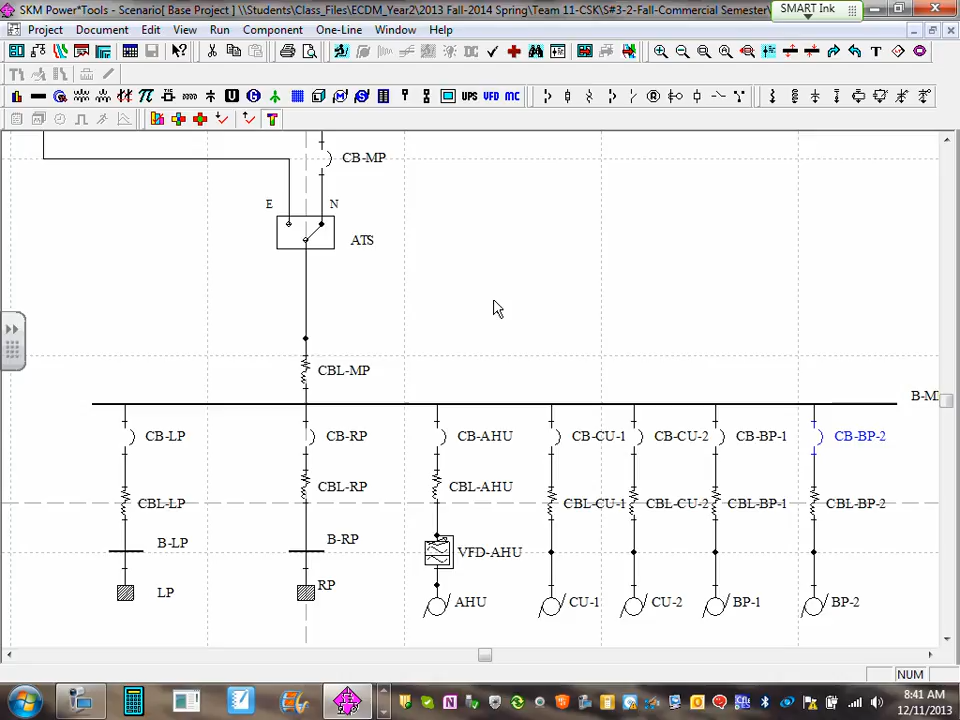 SKM Power*Tools - Scenario[ Base Project ] \\Students\Class_Files\ECDM_Year2\2013 Fall-2014 Spring\Team 11-CSK\S#3-2-Fall-Commercial Semester\
SMART Ink
Project Document Edit View Run Component One-Line Window Help
UPS VFD MC
CB-MP
E N
ATS
CBL-MP
CB-LP CB-RP CB-AHU CB-CU-1 CB-CU-2 CB-BP-1 CB-BP-2
CBL-LP CBL-RP CBL-AHU CBL-CU-1 CBL-CU-2 CBL-BP-1 CBL-BP-2
B-LP B-RP VFD-AHU
LP RP AHU CU-1 CU-2 BP-1 BP-2
NUM
8:41 AM
12/11/2013